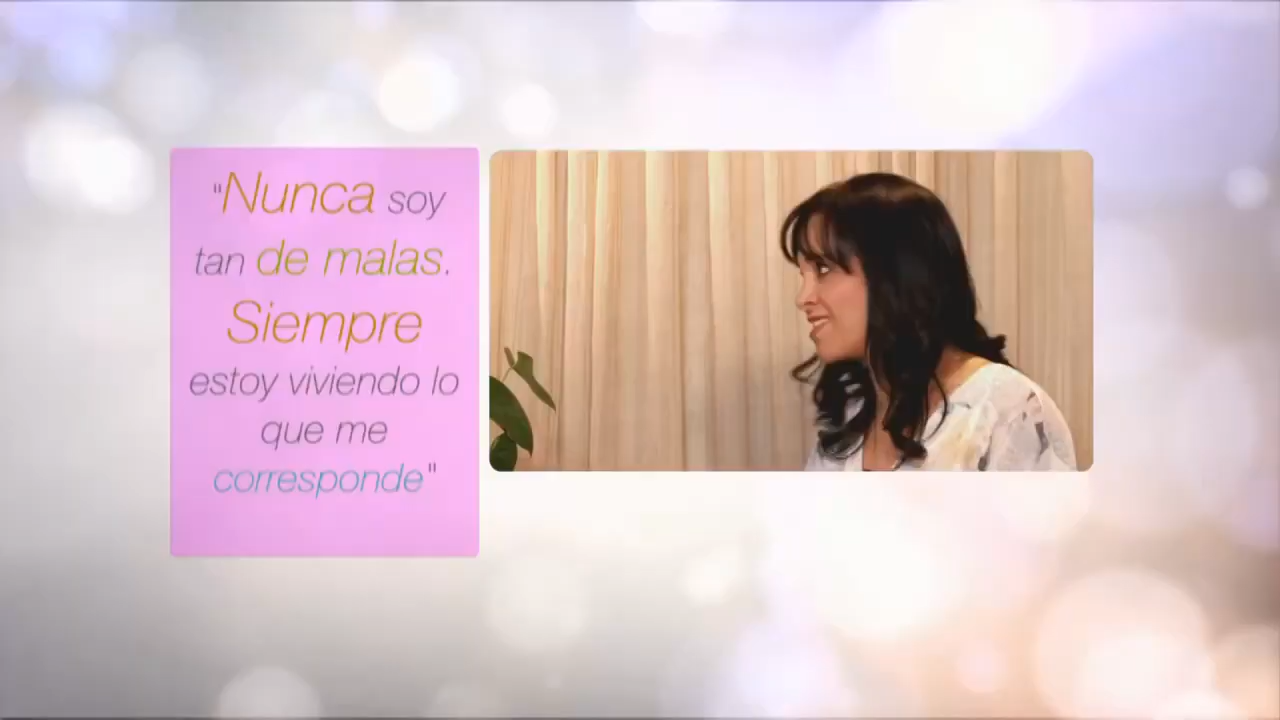 "Nunca soy
tan de malas.
Siempre
estoy viviendo lo
que me
corresponde"